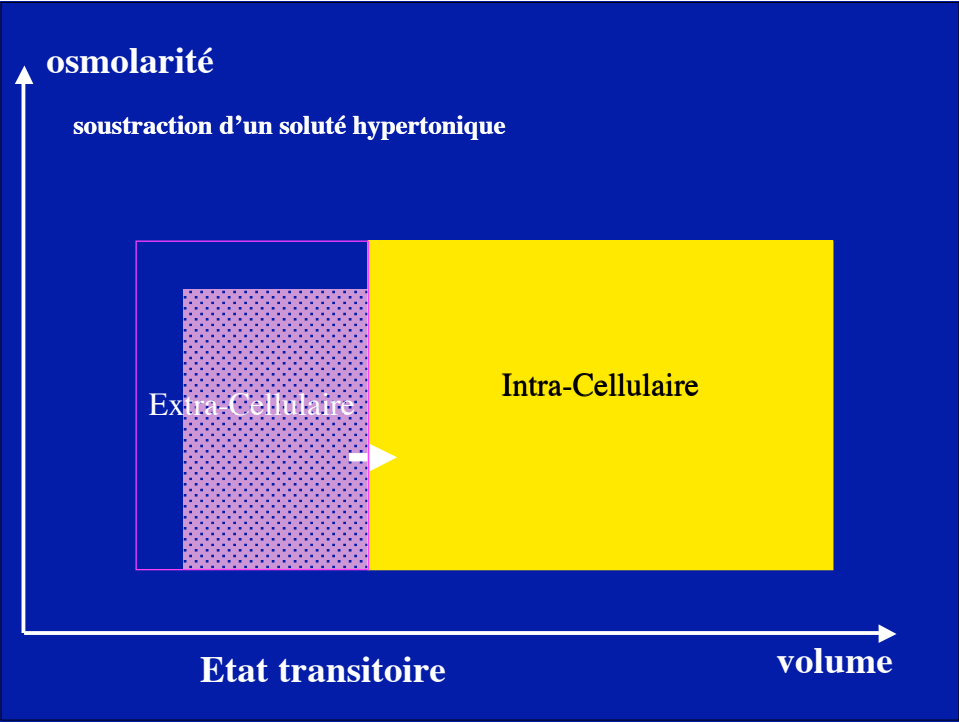 osmolarité
soustraction d’un soluté hypertonique
Intra-Cellulaire
Extra-Cellulaire
volume
Etat transitoire